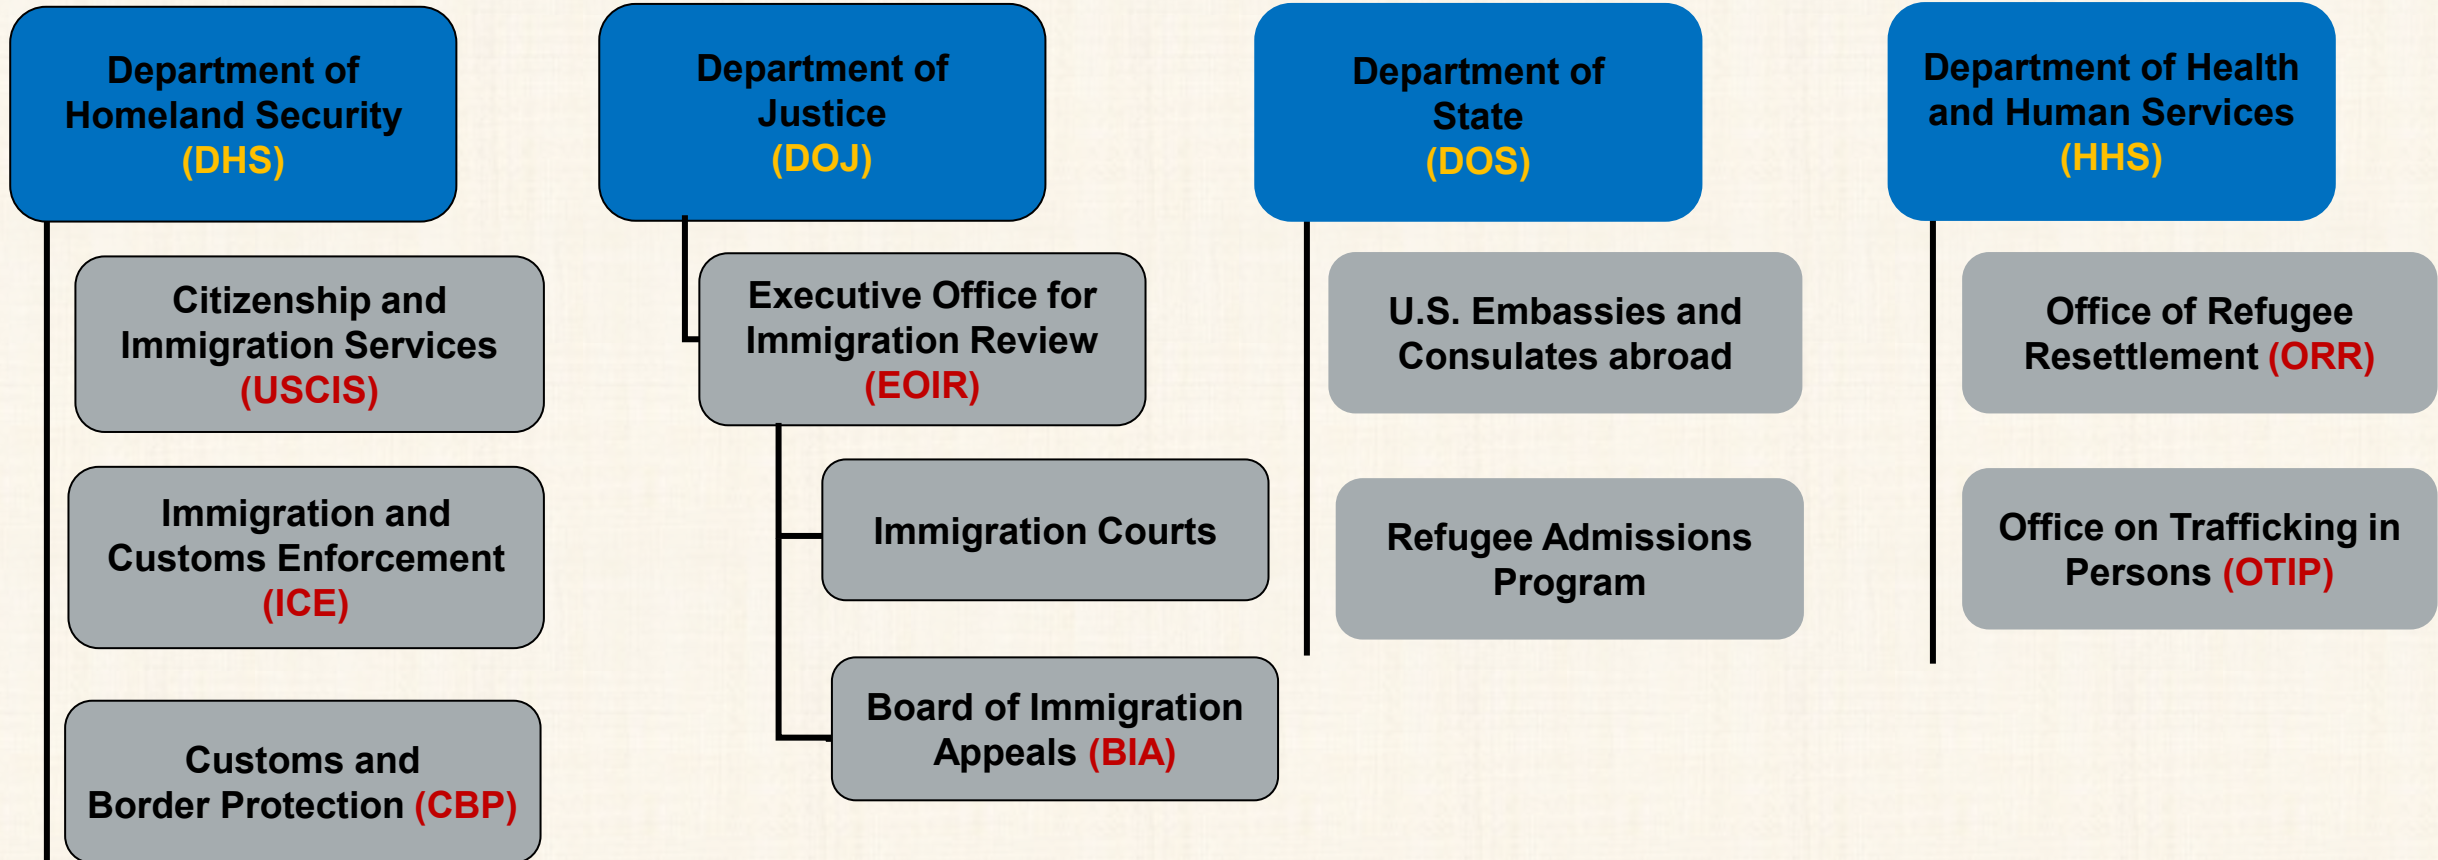 Department of
Homeland Security
(DHS)
Citizenship and
Immigration Services
(USCIS)
Immigration and
Customs Enforcement
(ICE)
Customs and
Border Protection (CBP)
Department of
Justice
(DOJ)
Executive Office for
Immigration Review
(EOIR)
Immigration Courts
Board of Immigration
Appeals (BIA)
Department of
State
(DOS)
U.S. Embassies and
Consulates abroad
Refugee Admissions
Program
Department of Health
and Human Services
(HHS)
Office of Refugee
Resettlement (ORR)
Office on Trafficking in
Persons (OTIP)